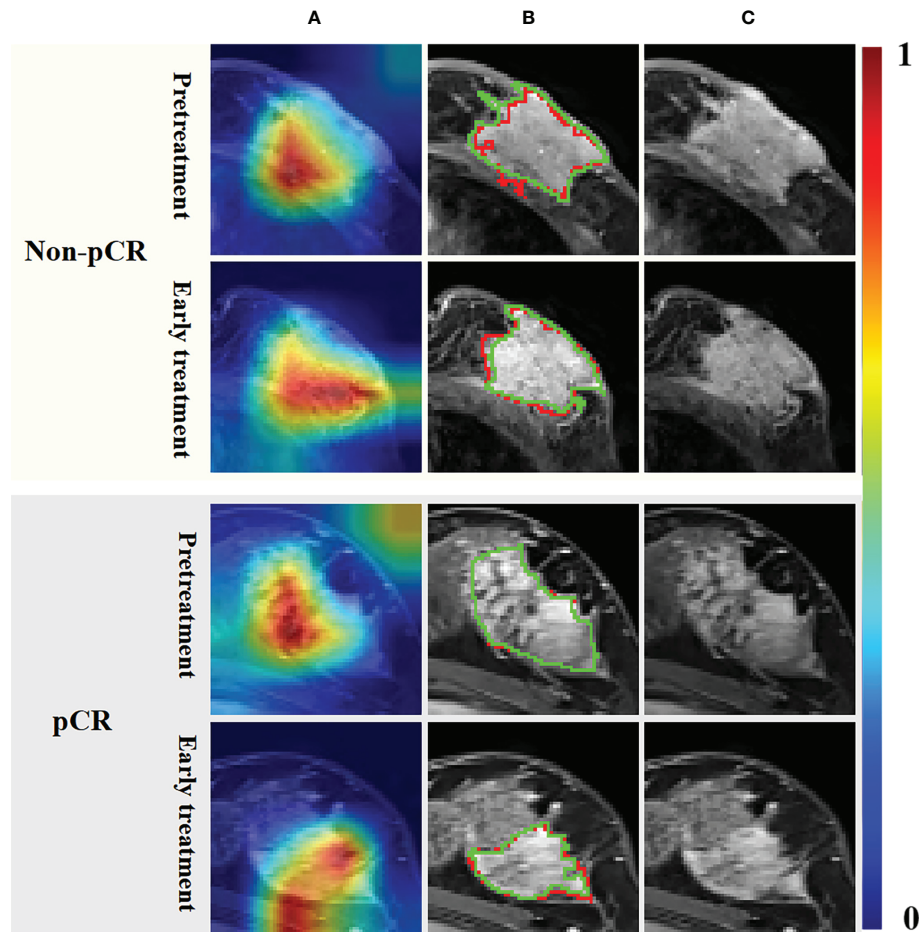 A B C
1
Pretreatment
Non-pCR
Early treatment
Pretreatment
pCR
Early treatment
0